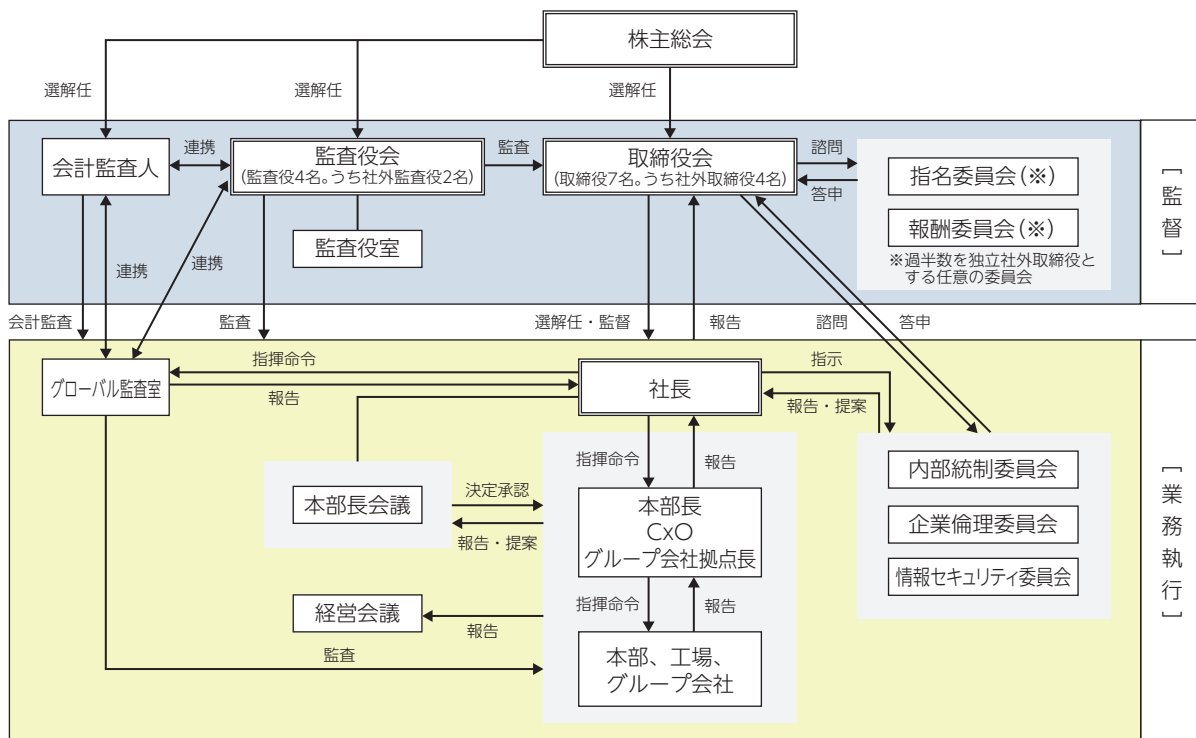 株主総会
選解任
選解任
選解任
会計監査人
連携
監査役会
(監査役4名。うち社外監査役2名)
監査
取締役会
(取締役7名。うち社外取締役4名)
諮問
答申
指名委員会(※)
報酬委員会(※)
※過半数を独立社外取締役と
する任意の委員会
監査役室
連携
連携
[監督]
会計監査
監査
選解任・監督
報告
諮問
答申
グローバル監査室
指揮命令
報告
社長
指示
報告・提案
指揮命令
報告
本部長会議
決定承認
報告・提案
本部長
CxO
グループ会社拠点長
内部統制委員会
企業倫理委員会
情報セキュリティ委員会
経営会議
報告
指揮命令
報告
監査
本部、工場、
グループ会社
[業務執行]